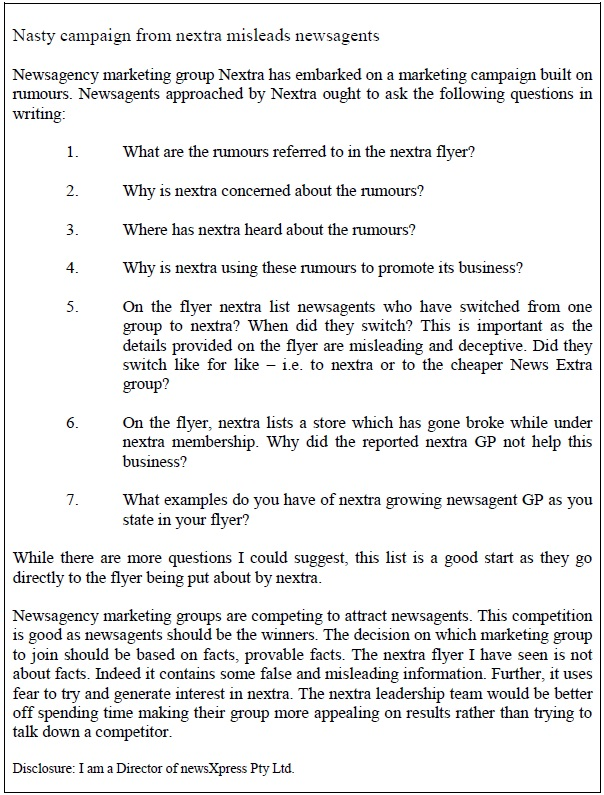 Nasty campaign from nextra misleads newsagents
Newsagency marketing group Nextra has embarked on a marketing campaign built on
rumours. Newsagents approached by Nextra ought to ask the following questions in
writing:
1. What are the rumours referred to in the nextra flyer?
2. Why is nextra concerned about the rumours?
3. Where has nextra heard about the rumours?
4. Why is nextra using these rumours to promote its business?
5. On the flyer nextra list newsagents who have switched from one
group to nextra? When did they switch? This is important as the
details provided on the flyer are misleading and deceptive. Did they
switch like for like – i.e. to nextra or to the cheaper News Extra
group?
6. On the flyer, nextra lists a store which has gone broke while under
nextra membership. Why did the reported nextra GP not help this
business?
7. What examples do you have of nextra growing newsagent GP as you
state in your flyer?
While there are more questions I could suggest, this list is a good start as they go
directly to the flyer being put about by nextra.
Newsagency marketing groups are competing to attract newsagents. This competition
is good as newsagents should be the winners. The decision on which marketing group
to join should be based on facts, provable facts. The nextra flyer I have seen is not
about facts. Indeed it contains some false and misleading information. Further, it uses
fear to try and generate interest in nextra. The nextra leadership team would be better
off spending time making their group more appealing on results rather than trying to
talk down a competitor.
Disclosure: I am a Director of newsXpress Pty Ltd.